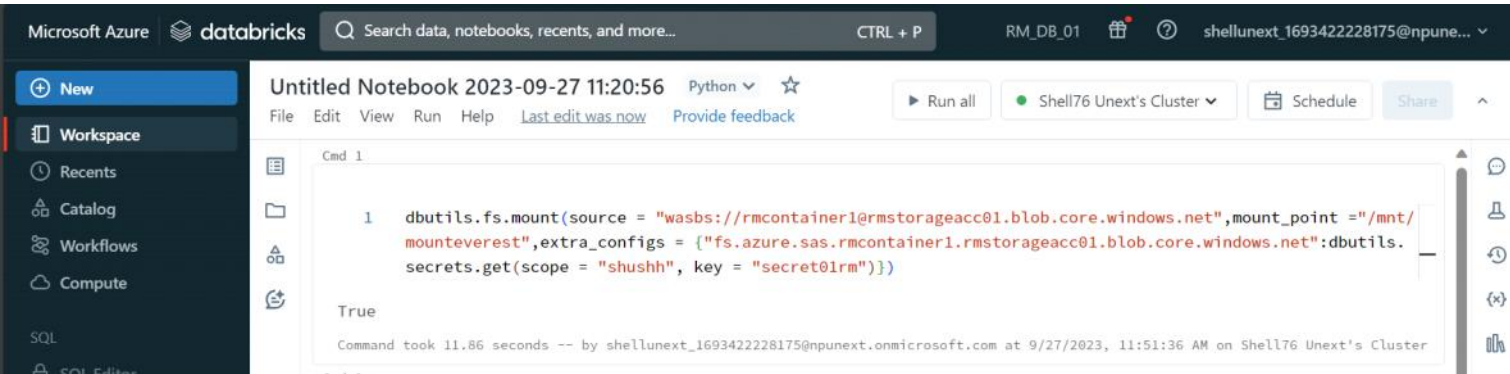 Microsoft Azure databricks Search data, notebooks, recents, and more... CTRL + P RM_DB_01 shellunext_1693422228175@npune...
New
Workspace
Recents
Catalog
Workflows
Compute
SQL
SQL Editor
Untitled Notebook 2023-09-27 11:20:56 Python
File Edit View Run Help Last edit was now Provide feedback
Run all Shell76 Unext's Cluster Schedule Share
Cmd 1
1 dbutils.fs.mount(source = "wasbs://rmcontainer1@rmstorageacc01.blob.core.windows.net",mount_point ="/mnt/
mounteverest",extra_configs = {"fs.azure.sas.rmcontainer1.rmstorageacc01.blob.core.windows.net":dbutils.
secrets.get(scope = "shushh", key = "secret01rm")})
True
Command took 11.86 seconds -- by shellunext_1693422228175@npunext.onmicrosoft.com at 9/27/2023, 11:51:36 AM on Shell76 Unext's Cluster